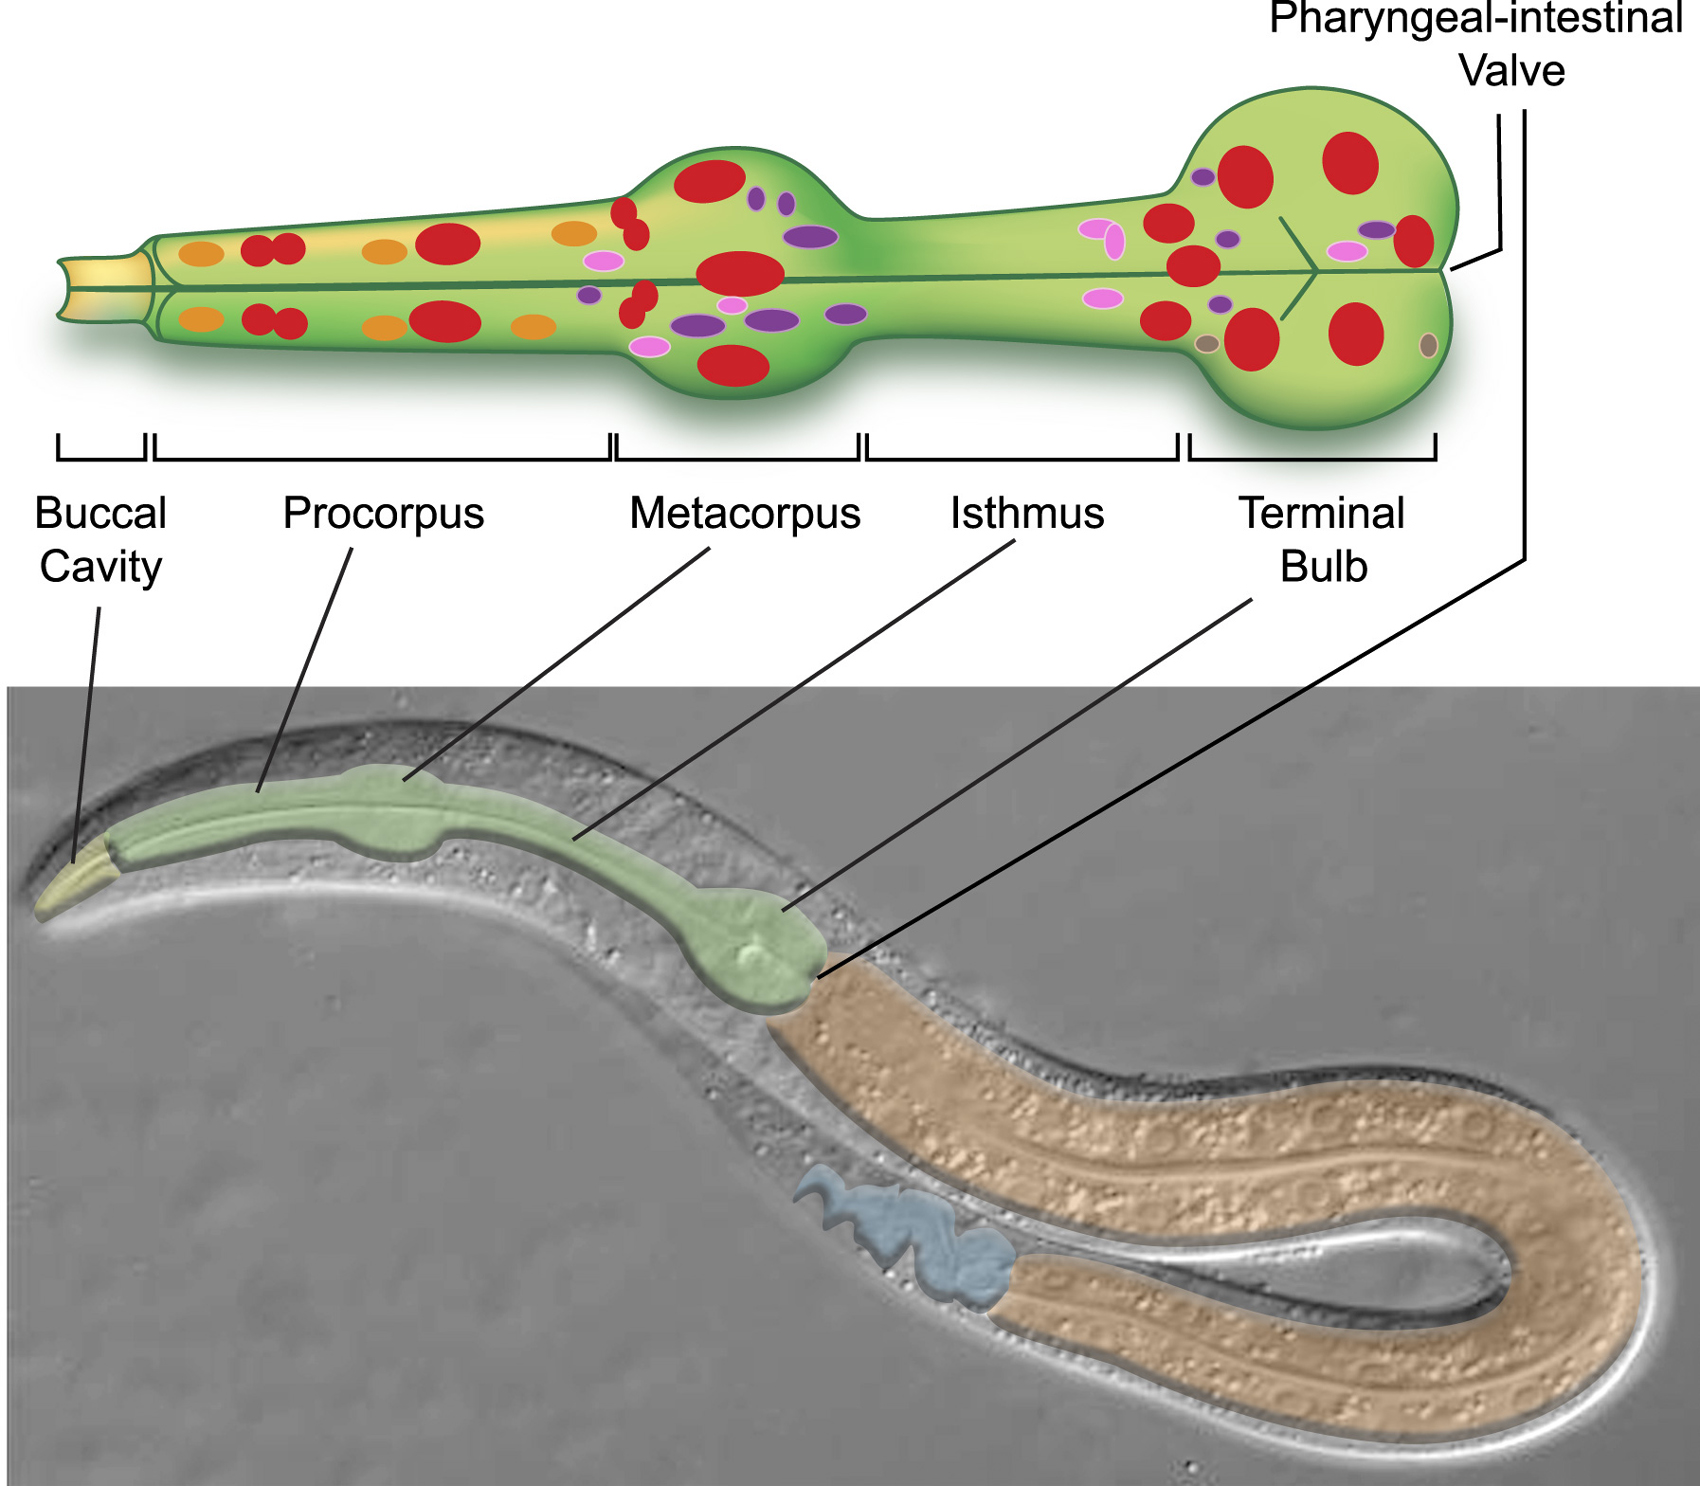 Pharyngeal-intestinal
Valve
Buccal
Cavity
Procorpus
Metacorpus
Isthmus
Terminal
Bulb